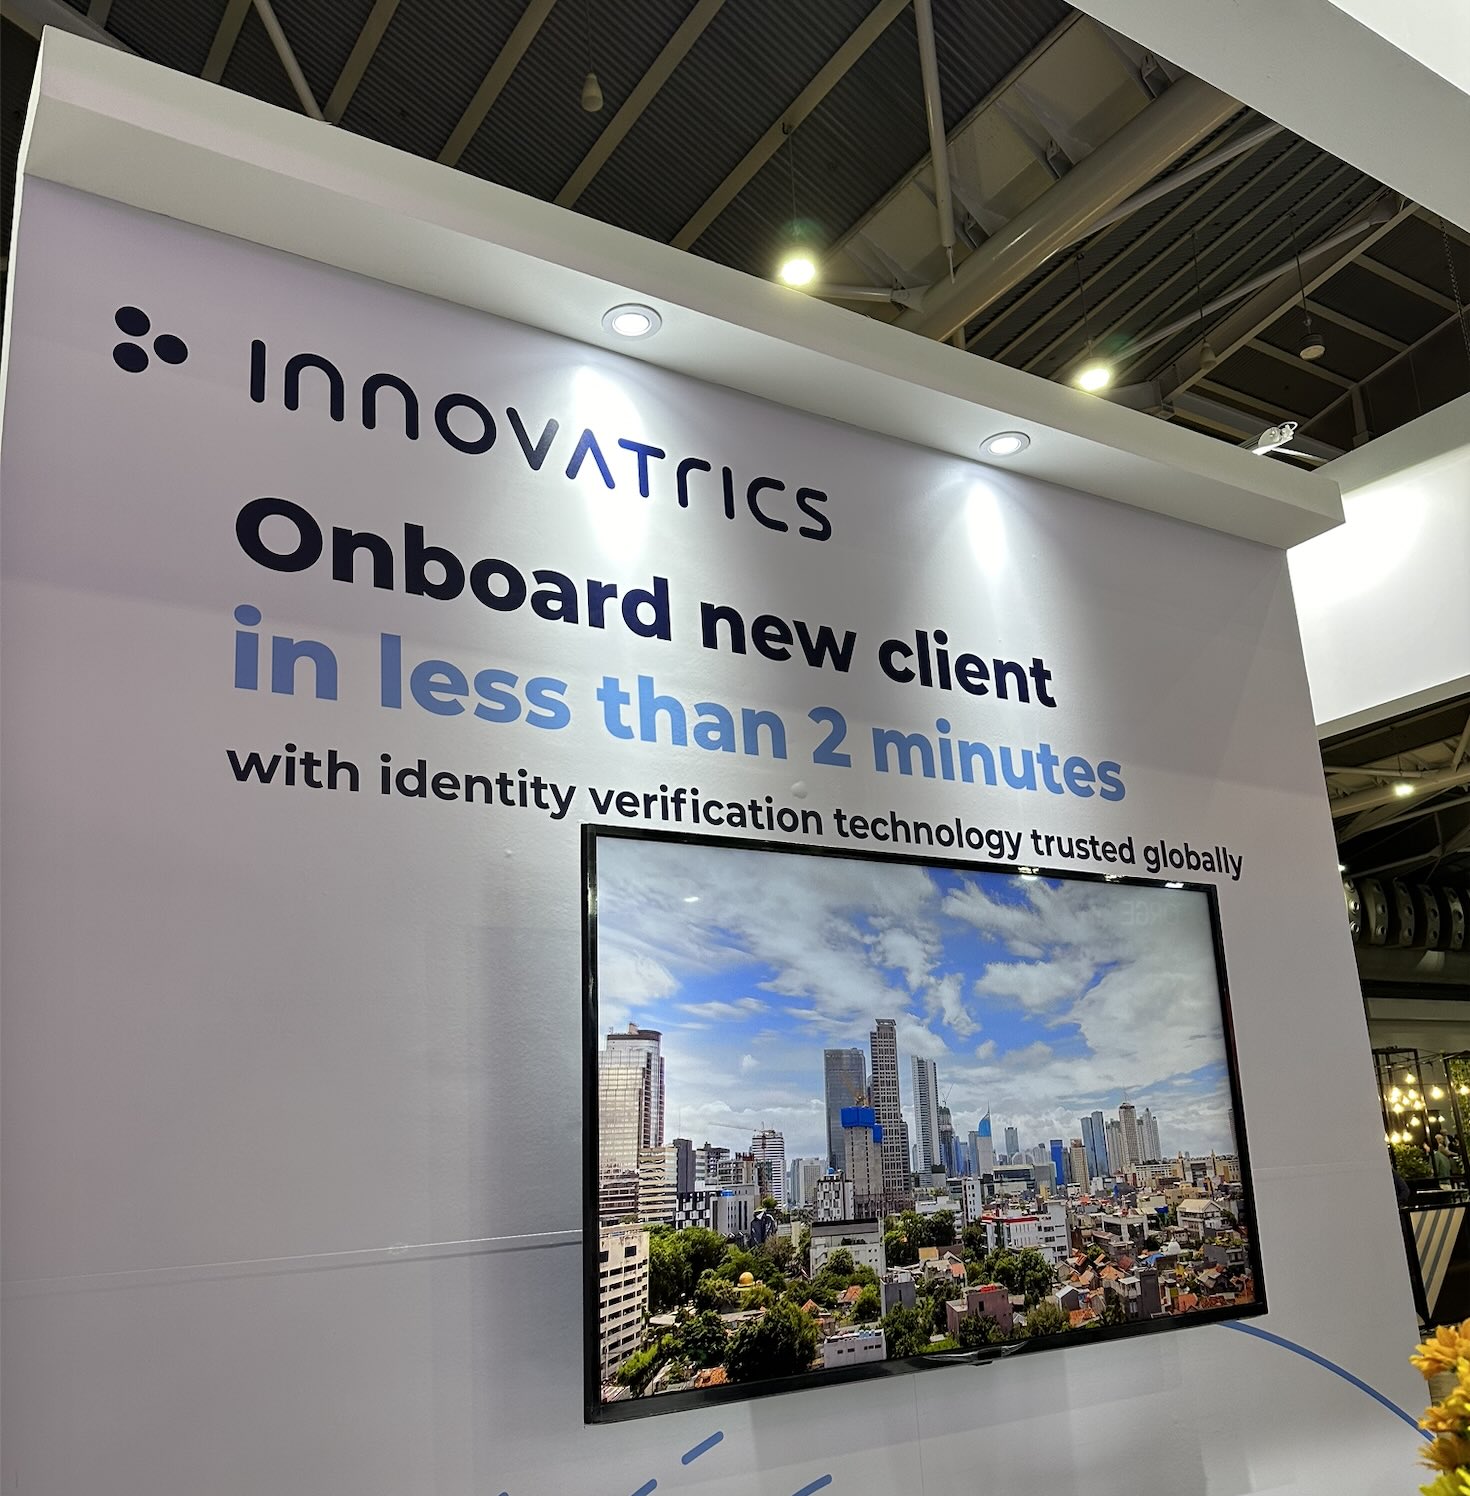 INNOVATRICS
Onboard new client
in less than 2 minutes
with identity verification technology trusted globally